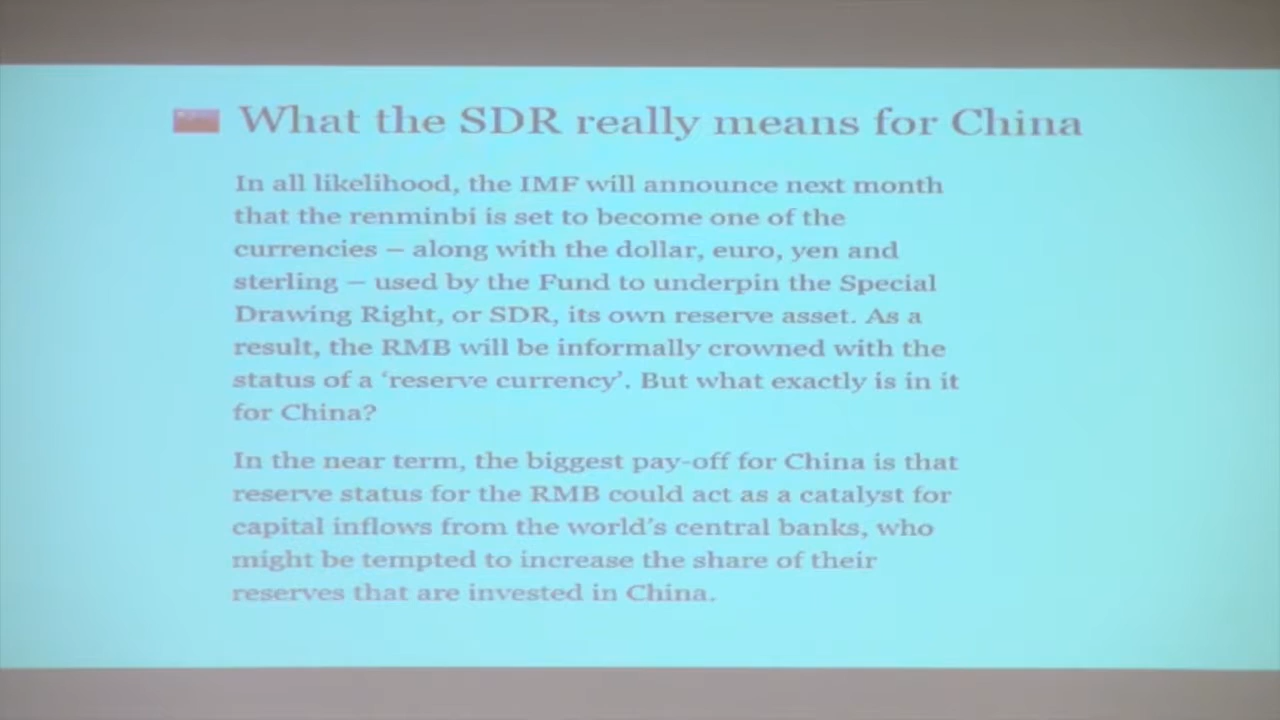 What the SDR really means for China
In all likelihood, the IMF will announce next month
that the renminbi is set to become one of the
currencies – along with the dollar, euro, yen and
sterling – used by the Fund to underpin the Special
Drawing Right, or SDR, its own reserve asset. As a
result, the RMB will be informally crowned with the
status of a ‘reserve currency’. But what exactly is in it
for China?
In the near term, the biggest pay-off for China is that
reserve status for the RMB could act as a catalyst for
capital inflows from the world’s central banks, who
might be tempted to increase the share of their
reserves that are invested in China.